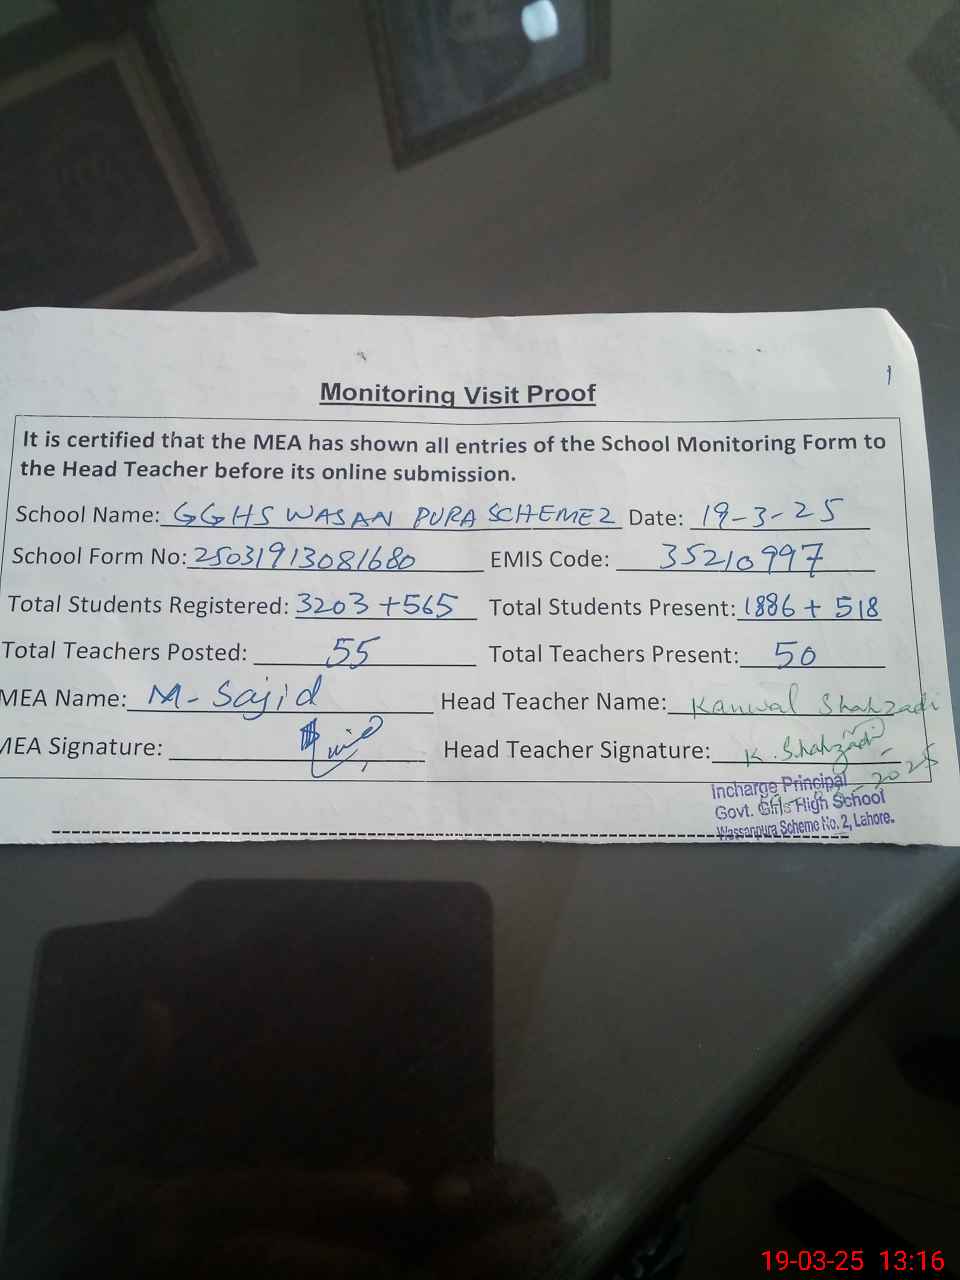 1
Monitoring Visit Proof
It is certified that the MEA has shown all entries of the School Monitoring Form to
the Head Teacher before its online submission.
School Name: GGHS WASAN PURA SCHEME2 Date: 19-3-25
School Form No: 25031913081680 EMIS Code: 35210997
Total Students Registered: 3203 +565 Total Students Present: 1886 + 518
Total Teachers Posted: 55 Total Teachers Present: 50
MEA Name: M-Sajid Head Teacher Name: Kanwal Shahzadi
MEA Signature: Head Teacher Signature: K. Shahzadi
2025
Incharge Principal
Govt. Girls High School
Wassanpura Scheme No. 2, Lahore.
19-03-25 13:16